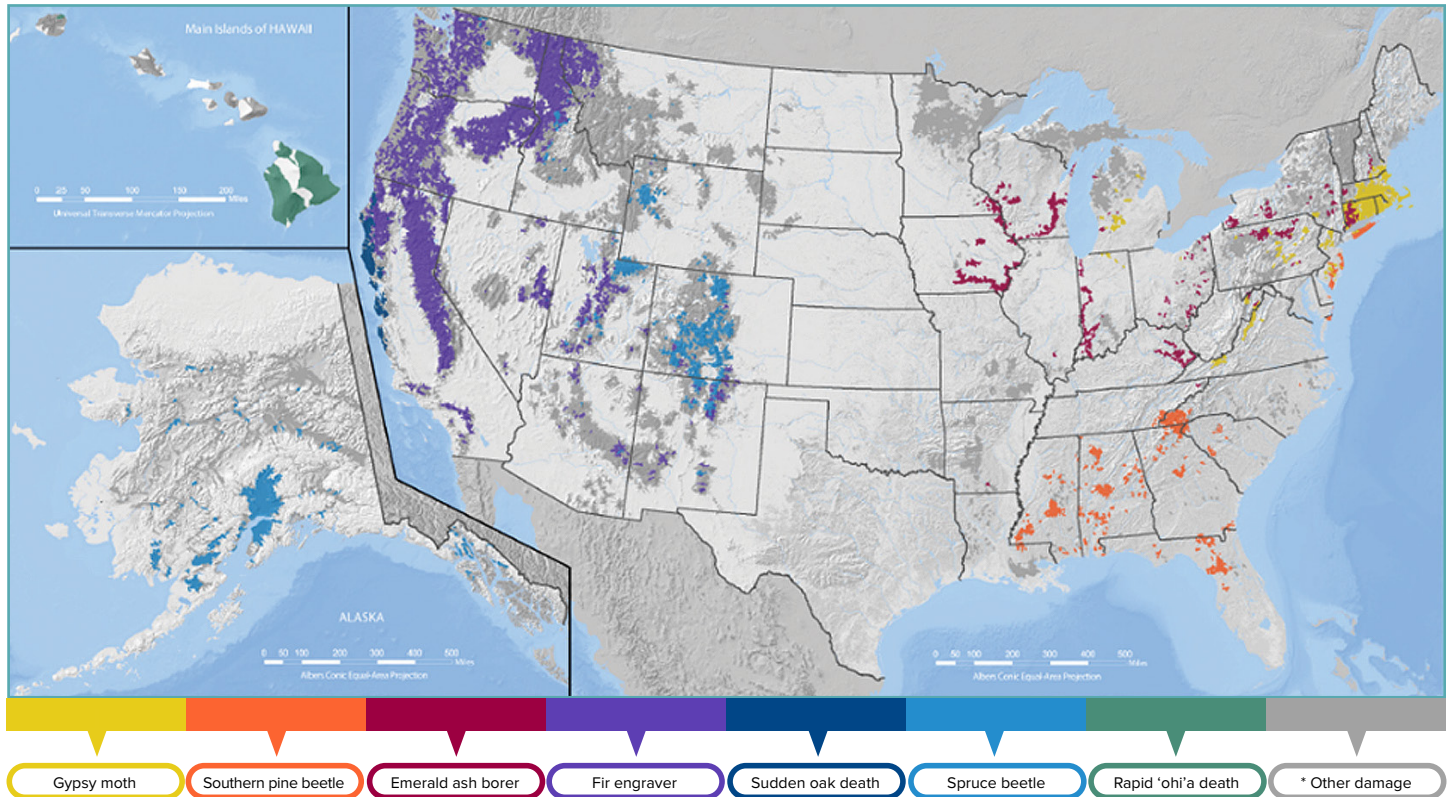 Main Islands of HAWAII
0 25 50 100 150 200
Miles
Universal Transverse Mercator Projection
ALASKA
0 50 100 200 300 400 500
Miles
Albers Conic Equal-Area Projection
0 50 100 200 300 400 500
Miles
Albers Conic Equal-Area Projection
Gypsy moth
Southern pine beetle
Emerald ash borer
Fir engraver
Sudden oak death
Spruce beetle
Rapid ‘ohi’a death
* Other damage